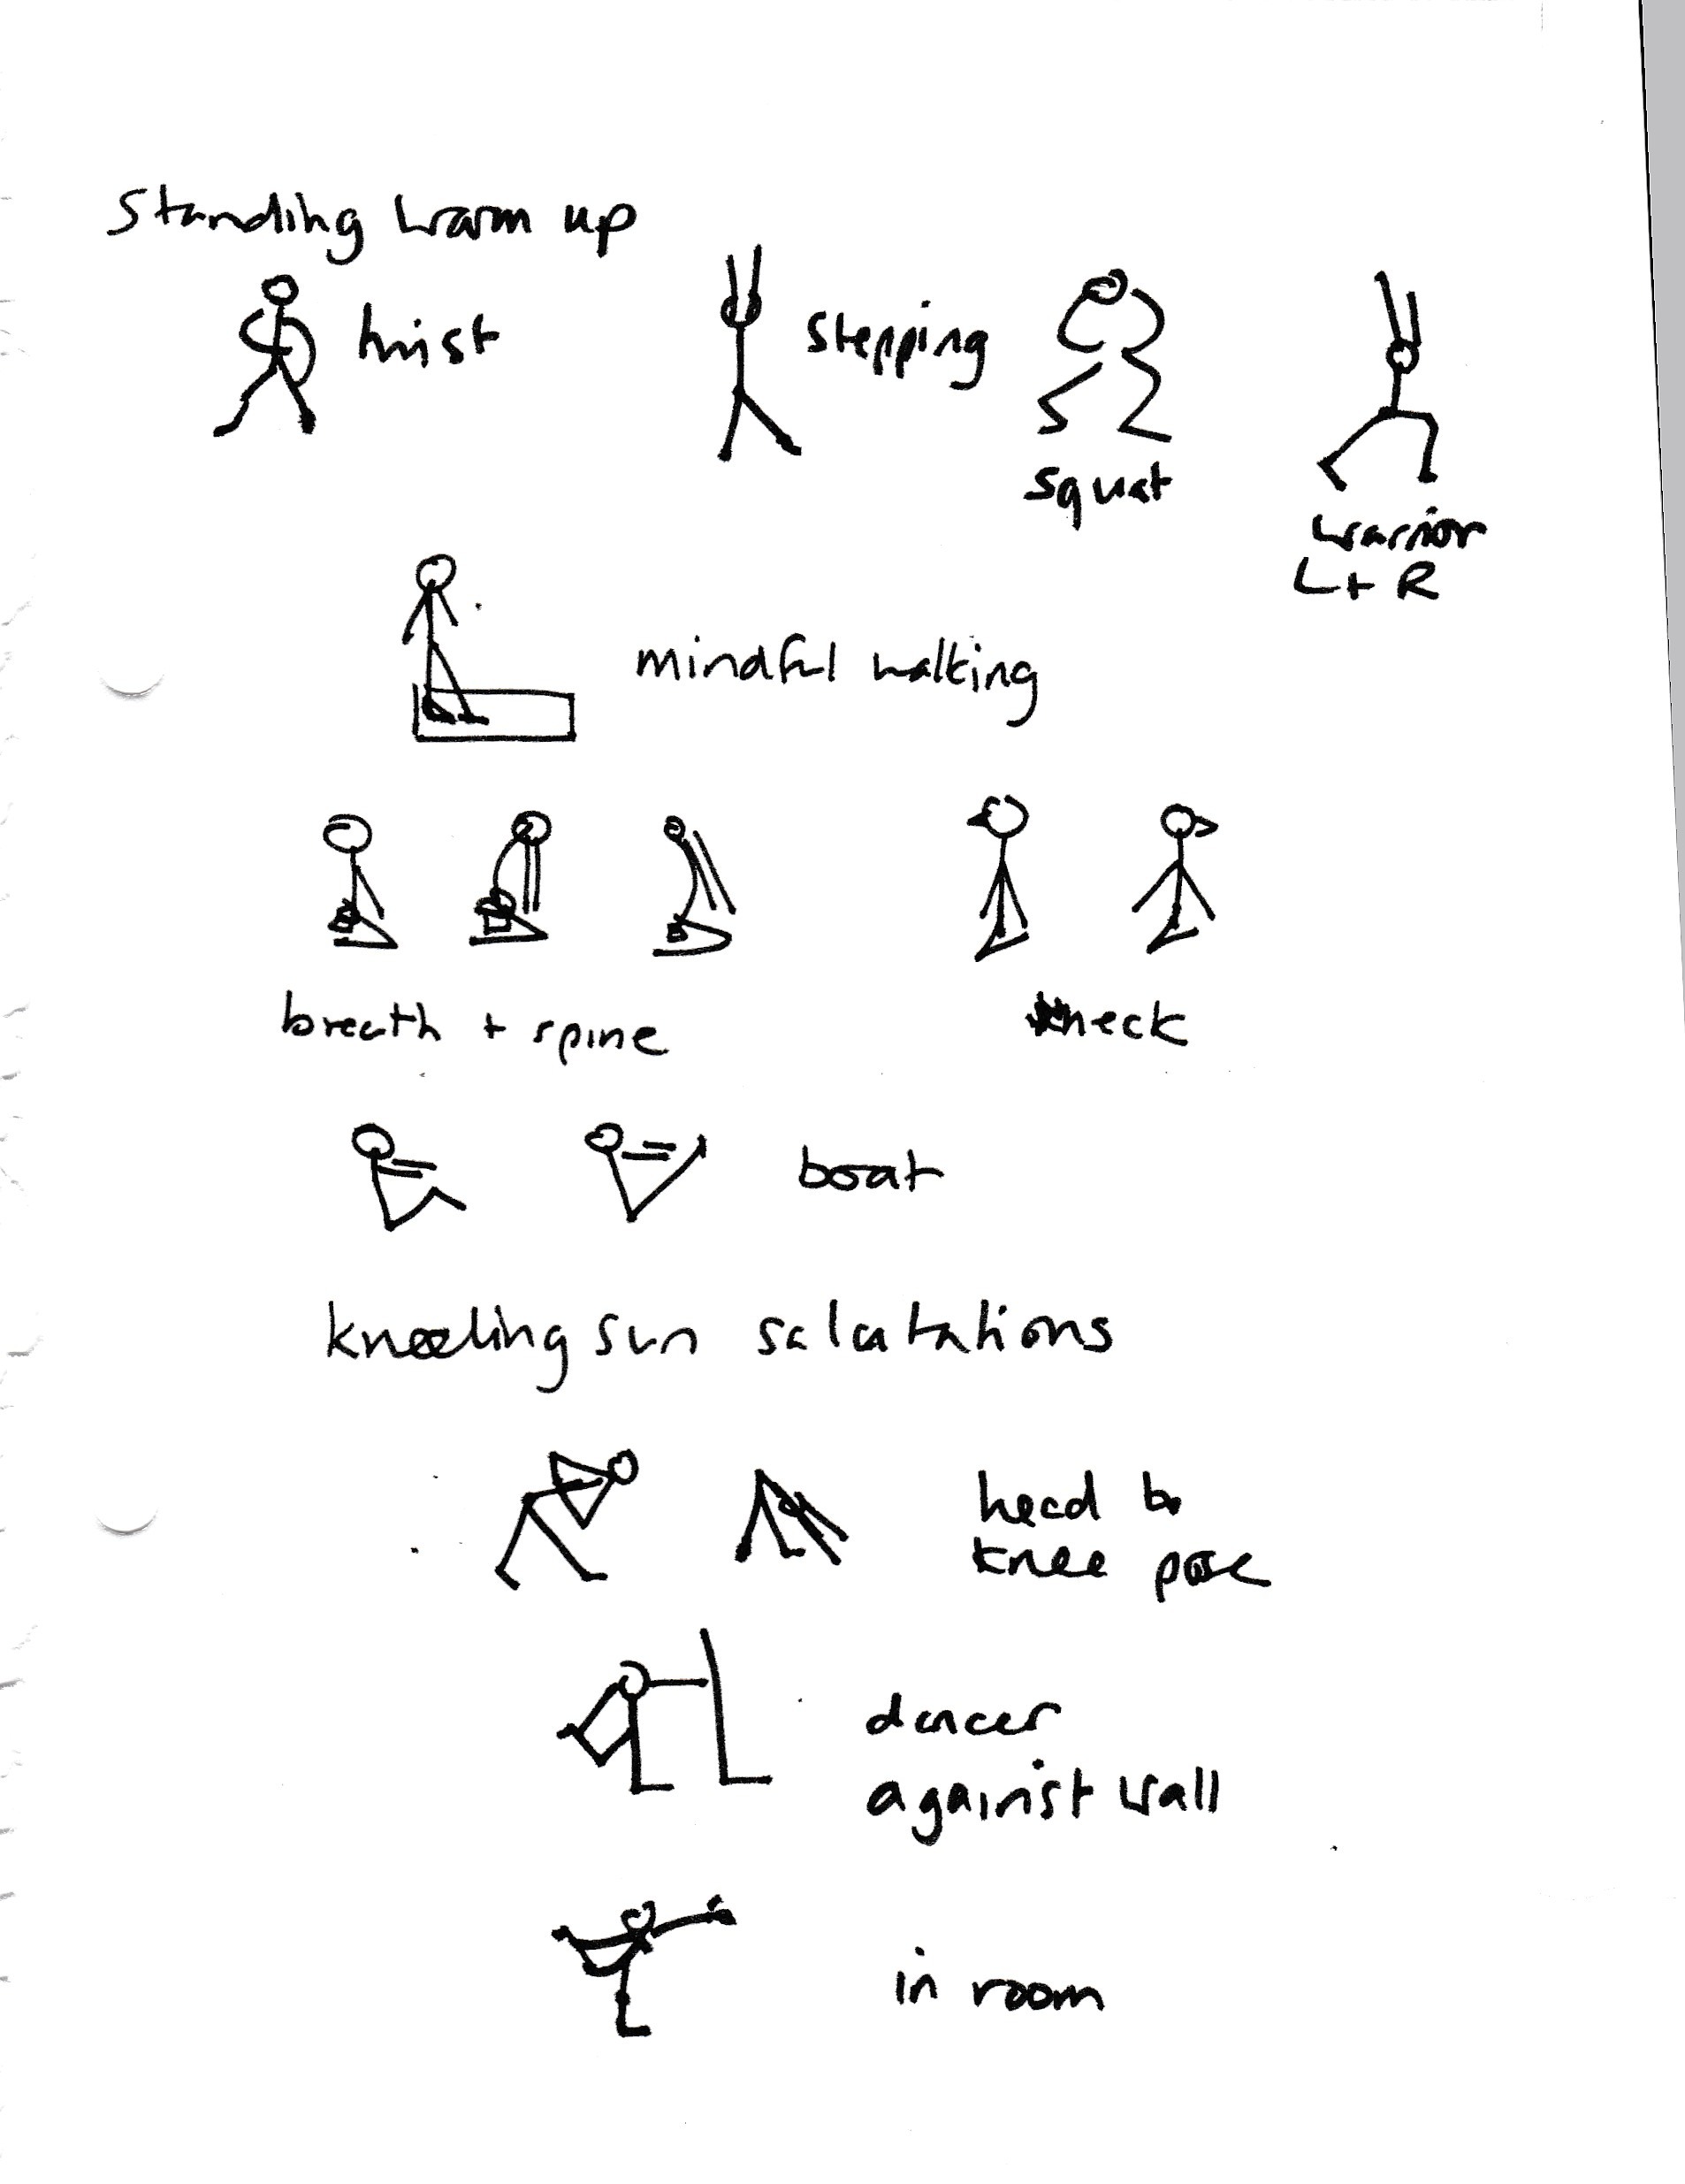 Standing warm up
twist
stepping
squat
warrior
L + R
mindful walking
breath + spine
neck
boat
kneeling sun salutations
head to
knee pose
dancer
against wall
in room